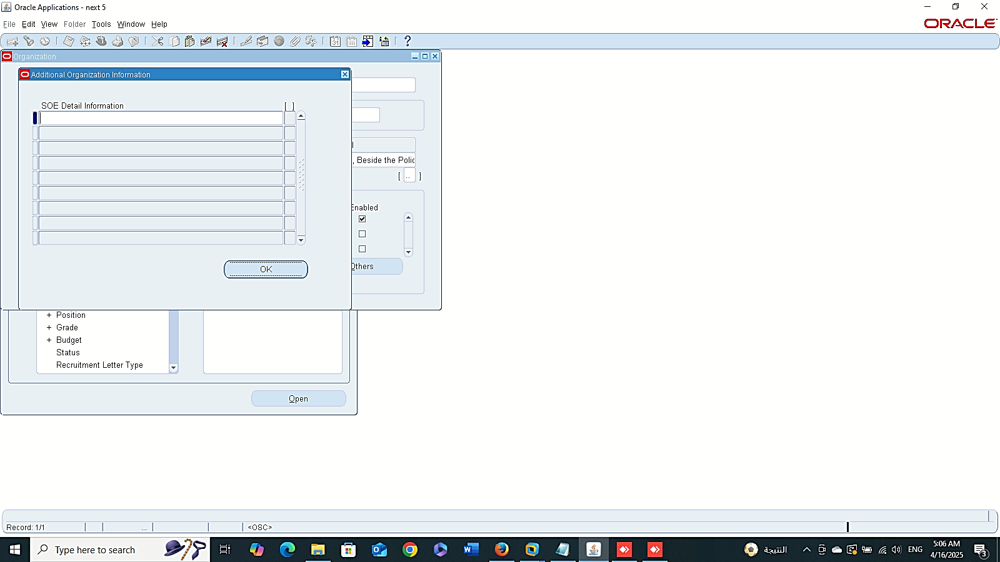 Oracle Applications - next 5
File Edit View Folder Tools Window Help
ORACLE
Organization
Additional Organization Information
SOE Detail Information [ ]
, Beside the Polic
[ .. ]
Enabled
OK
Others
+ Position
+ Grade
+ Budget
Status
Recruitment Letter Type
Open
Record: 1/1 ... <OSC>
Type here to search
النتيجة
ENG
5:06 AM
4/16/2025
3